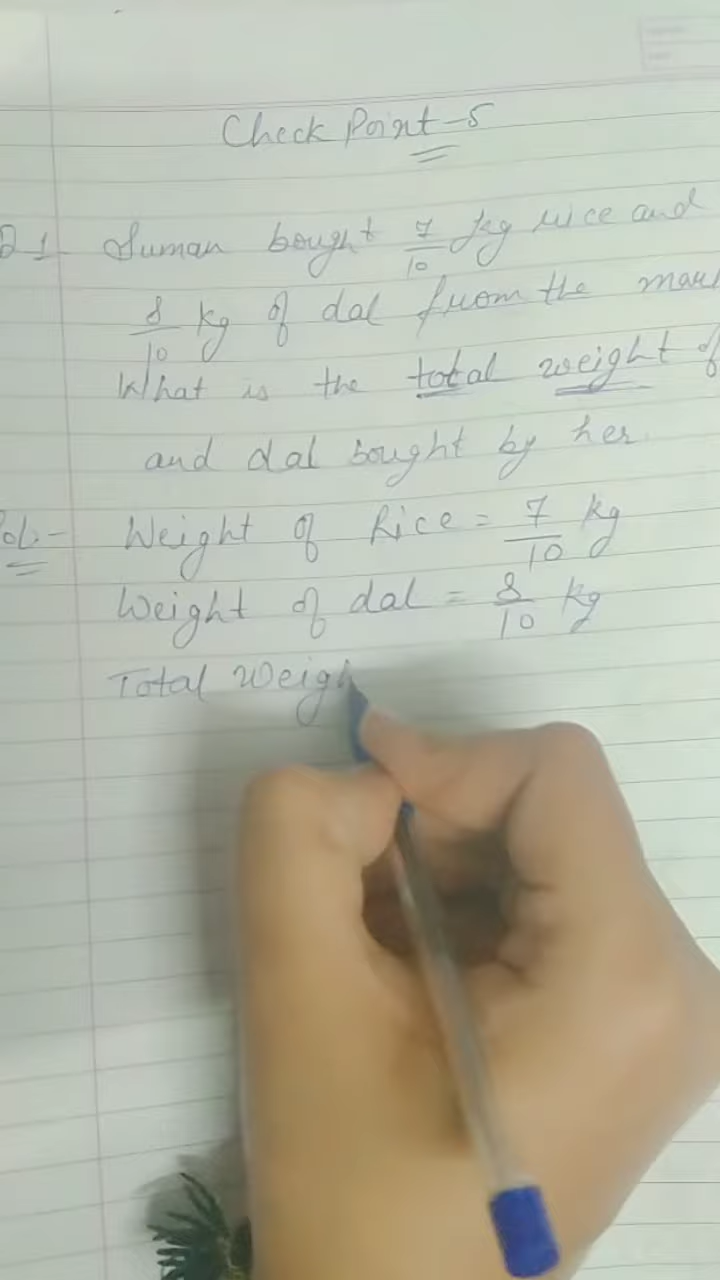 Check Point-5
Q1 Suman bought 7/10 kg rice and
8/10 kg of dal from the
What is the total weight of
and dal bought by her.
Sol- Weight of Rice = 7/10 kg
Weight of dal = 8/10 kg
Total Weigh